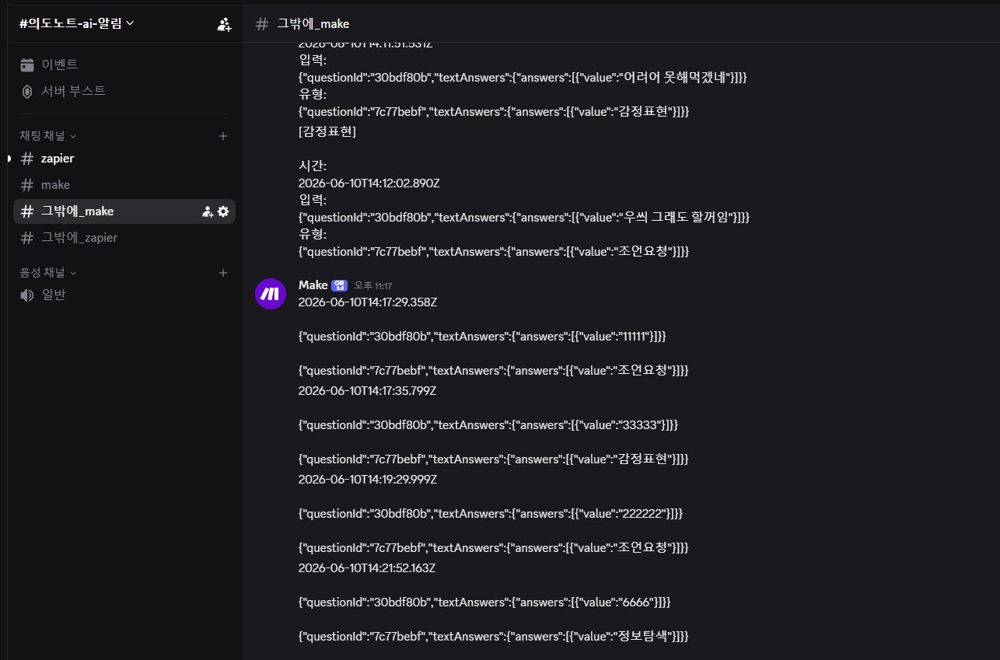 #의도노트-ai-알림
이벤트
서버 부스트
채팅 채널
zapier
make
그밖에_make
그밖에_zapier
음성 채널
일반
그밖에_make
2026-06-10T14:11:51.531Z
입력:
{"questionId":"30bdf80b","textAnswers":{"answers":[{"value":"어려어 못해먹겠네"}]}}
유형:
{"questionId":"7c77bebf","textAnswers":{"answers":[{"value":"감정표현"}]}}
[감정표현]
시간:
2026-06-10T14:12:02.890Z
입력:
{"questionId":"30bdf80b","textAnswers":{"answers":[{"value":"우씌 그래도 할꺼임"}]}}
유형:
{"questionId":"7c77bebf","textAnswers":{"answers":[{"value":"조언요청"}]}}
Make 앱 오후 11:17
2026-06-10T14:17:29.358Z
{"questionId":"30bdf80b","textAnswers":{"answers":[{"value":"11111"}]}}
{"questionId":"7c77bebf","textAnswers":{"answers":[{"value":"조언요청"}]}}
2026-06-10T14:17:35.799Z
{"questionId":"30bdf80b","textAnswers":{"answers":[{"value":"33333"}]}}
{"questionId":"7c77bebf","textAnswers":{"answers":[{"value":"감정표현"}]}}
2026-06-10T14:19:29.999Z
{"questionId":"30bdf80b","textAnswers":{"answers":[{"value":"222222"}]}}
{"questionId":"7c77bebf","textAnswers":{"answers":[{"value":"조언요청"}]}}
2026-06-10T14:21:52.163Z
{"questionId":"30bdf80b","textAnswers":{"answers":[{"value":"6666"}]}}
{"questionId":"7c77bebf","textAnswers":{"answers":[{"value":"정보탐색"}]}}